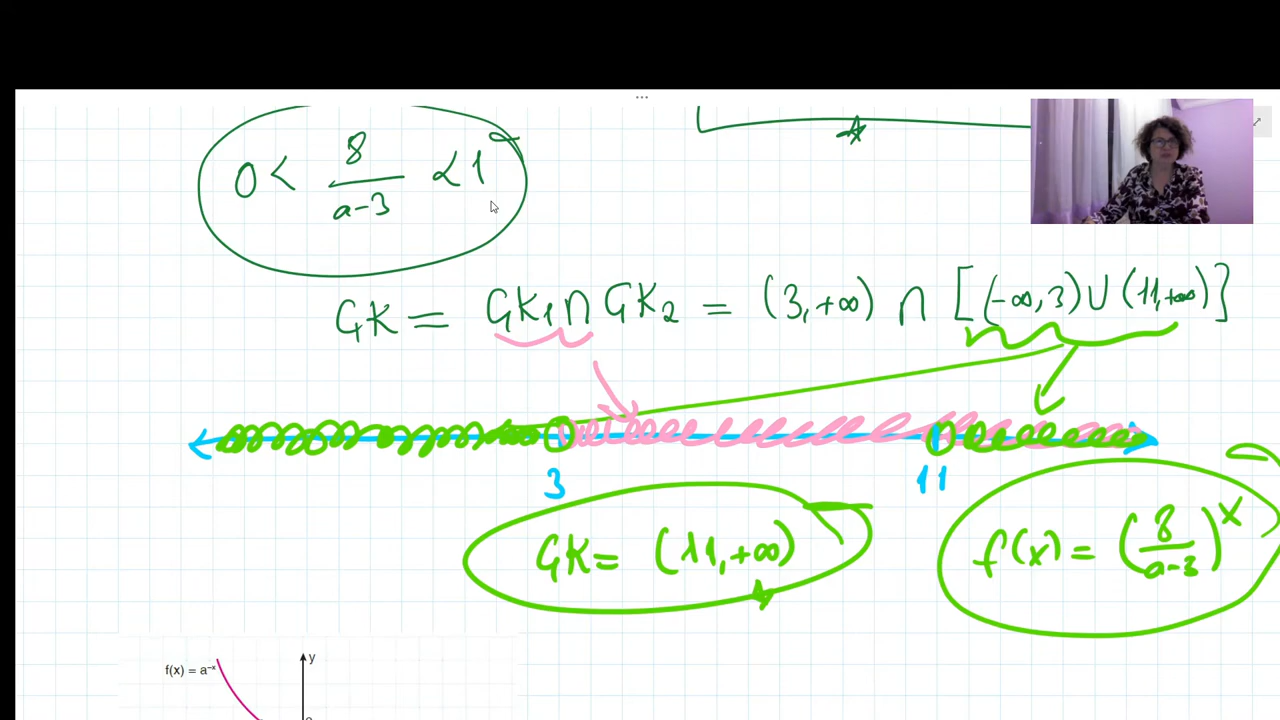 0 < 8/(a-3) < 1
GK = GK₁ ∩ GK₂ = (3,+∞) ∩ [(-∞,3) ∪ (11,+∞)]
3 11
GK = (11,+∞)
f(x) = (8/(a-3))^x
f(x) = a⁻ˣ
y